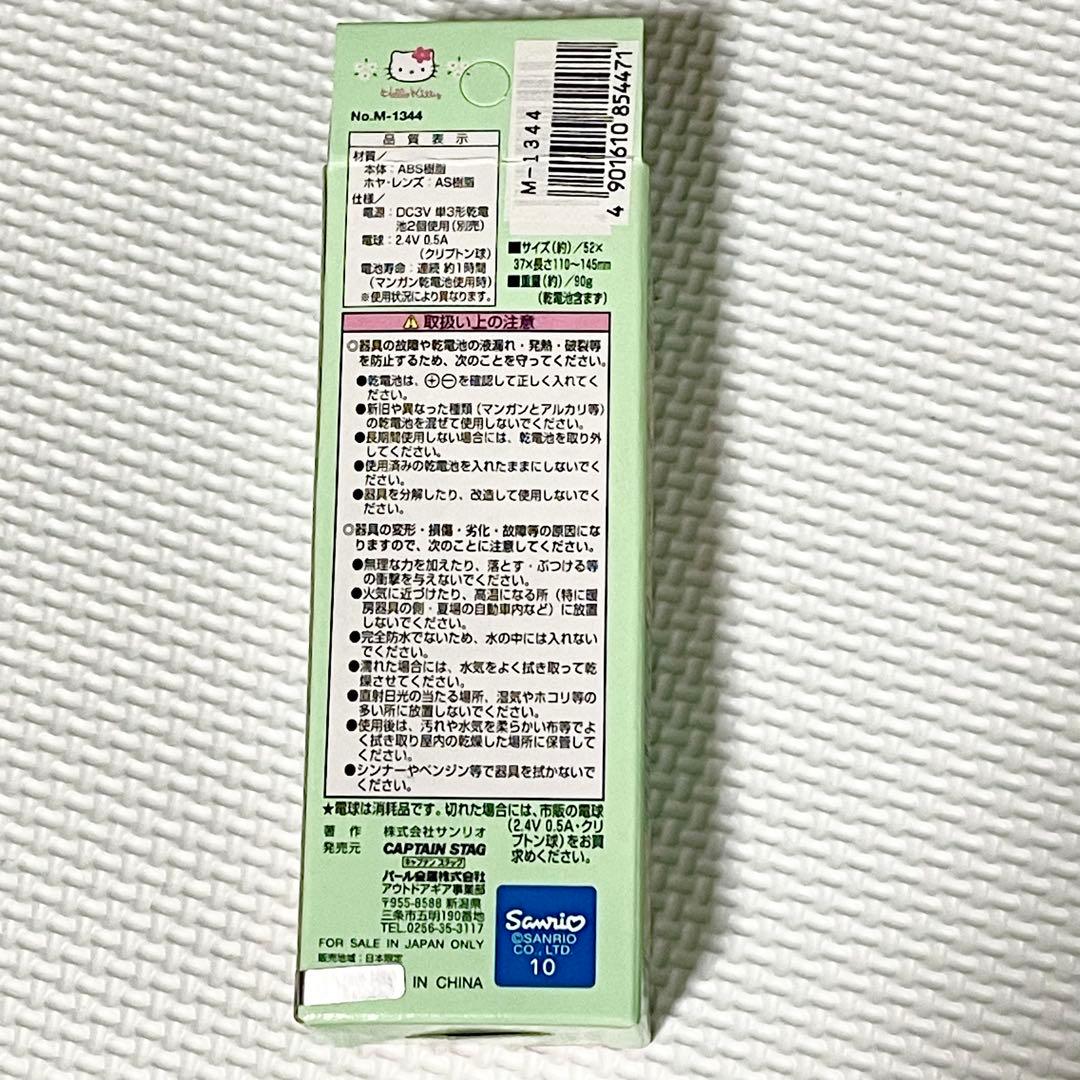 Hello Kitty
No.M-1344
品質表示
材質/
本体：ABS樹脂
ホヤ・レンズ：AS樹脂
仕様/
電源：DC3V 単3形乾電
池2個使用(別売)
電球：2.4V 0.5A
(クリプトン球)
電池寿命：連続 約1時間
(マンガン乾電池使用時)
※使用状況により異なります。
M-1344
4 901610 854471
■サイズ(約)/52×
37×長さ110〜145mm
■重量(約)/90g
(乾電池含まず)
⚠取扱い上の注意
◎器具の故障や乾電池の液漏れ・発熱・破裂等
を防止するため、次のことを守ってください。
●乾電池は、⊕⊖を確認して正しく入れてく
ださい。
●新旧や異なった種類(マンガンとアルカリ等)
の乾電池を混ぜて使用しないでください。
●長期間使用しない場合には、乾電池を取り外
してください。
●使用済みの乾電池を入れたままにしないでく
ださい。
●器具を分解したり、改造して使用しないでく
ださい。
◎器具の変形・損傷・劣化・故障等の原因にな
りますので、次のことに注意してください。
●無理な力を加えたり、落とす・ぶつける等
の衝撃を与えないでください。
●火気に近づけたり、高温になる所(特に暖
房器具の側・夏場の自動車内など)に放置
しないでください。
●完全防水でないため、水の中には入れない
でください。
●濡れた場合には、水気をよく拭き取って乾
燥させてください。
●直射日光の当たる場所、湿気やホコリ等の
多い所に放置しないでください。
●使用後は、汚れや水気を柔らかい布等でよ
く拭き取り屋内の乾燥した場所に保管して
ください。
●シンナーやベンジン等で器具を拭かないで
ください。
★電球は消耗品です。切れた場合には、市販の電球
(2.4V 0.5A・クリ
プトン球)をお買
求めください。
著作 株式会社サンリオ
発売元 CAPTAIN STAG
キャプテン スタッグ
パール金属株式会社
アウトドアギア事業部
〒955-8588 新潟県
三条市五明190番地
TEL.0256-35-3117
FOR SALE IN JAPAN ONLY
販売地域：日本限定
IN CHINA
Sanrio
©SANRIO
CO.,LTD.
10